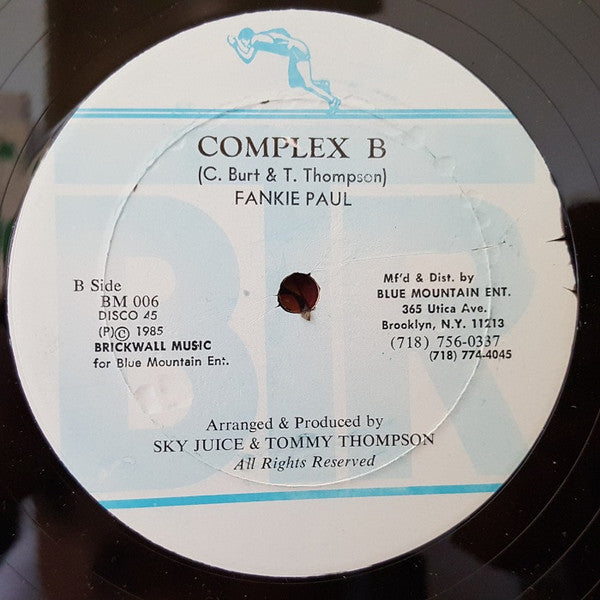 COMPLEX B
(C. Burt & T. Thompson)
FANKIE PAUL
B Side
BM 006
DISCO 45
(P)© 1985
BRICKWALL MUSIC
for Blue Mountain Ent.
Mf'd & Dist. by
BLUE MOUNTAIN ENT.
365 Utica Ave.
Brooklyn, N.Y. 11213
(718) 756-0337
(718) 774-4045
BIR
Arranged & Produced by
SKY JUICE & TOMMY THOMPSON
All Rights Reserved